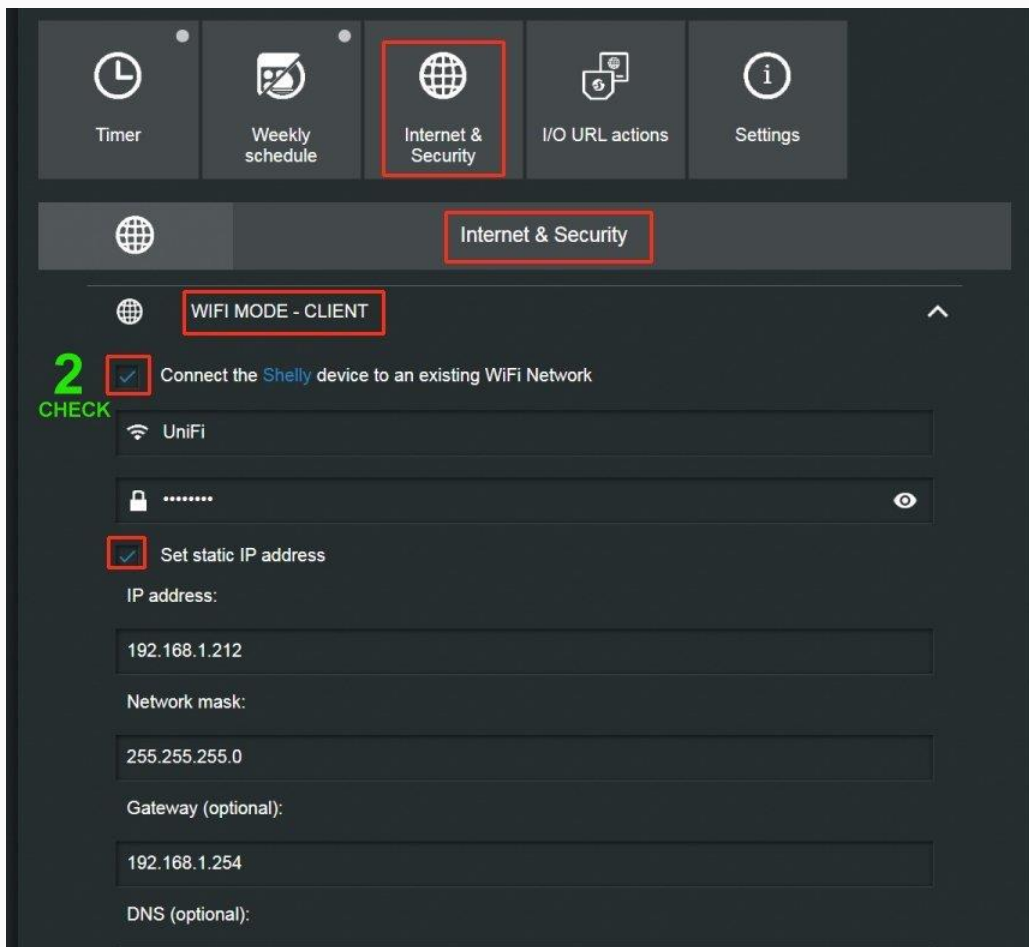 Timer
Weekly
schedule
Internet &
Security
I/O URL actions
Settings
Internet & Security
WIFI MODE - CLIENT
2
CHECK
Connect the Shelly device to an existing WiFi Network
UniFi
••••••••
Set static IP address
IP address:
192.168.1.212
Network mask:
255.255.255.0
Gateway (optional):
192.168.1.254
DNS (optional):